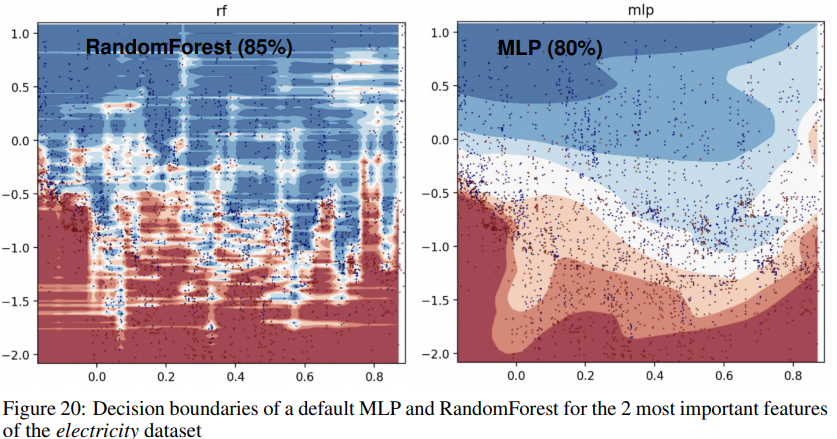 rf
mlp
RandomForest (85%)
MLP (80%)
1.0
0.5
0.0
−0.5
−1.0
−1.5
−2.0
0.0 0.2 0.4 0.6 0.8
1.0
0.5
0.0
−0.5
−1.0
−1.5
−2.0
0.0 0.2 0.4 0.6 0.8
Figure 20: Decision boundaries of a default MLP and RandomForest for the 2 most important features
of the electricity dataset